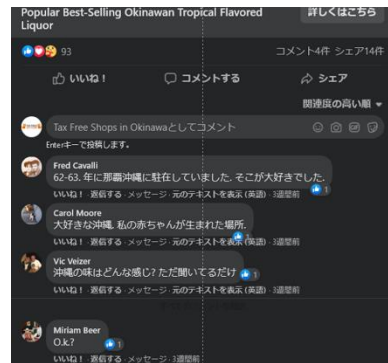 Popular Best-Selling Okinawan Tropical Flavored
Liquor
詳しくはこちら
93
コメント4件 シェア14件
いいね！ コメントする シェア
関連度の高い順
Tax Free Shops in Okinawaとしてコメント
Enterキーで投稿します。
Fred Cavalli
62-63. 年に那覇沖縄に駐在していました. そこが大好きでした.
1
いいね！ · 返信する · メッセージ · 元のテキストを表示 (英語) · 3週間前
Carol Moore
大好きな沖縄. 私の赤ちゃんが生まれた場所.
1
いいね！ · 返信する · メッセージ · 元のテキストを表示 (英語) · 3週間前
Vic Veizer
沖縄の味はどんな感じ? ただ聞いてるだけ
1
いいね！ · 返信する · メッセージ · 元のテキストを表示 (英語) · 3週間前
Miriam Beer
O.k.?
1
いいね！ · 返信する · メッセージ · 3週間前